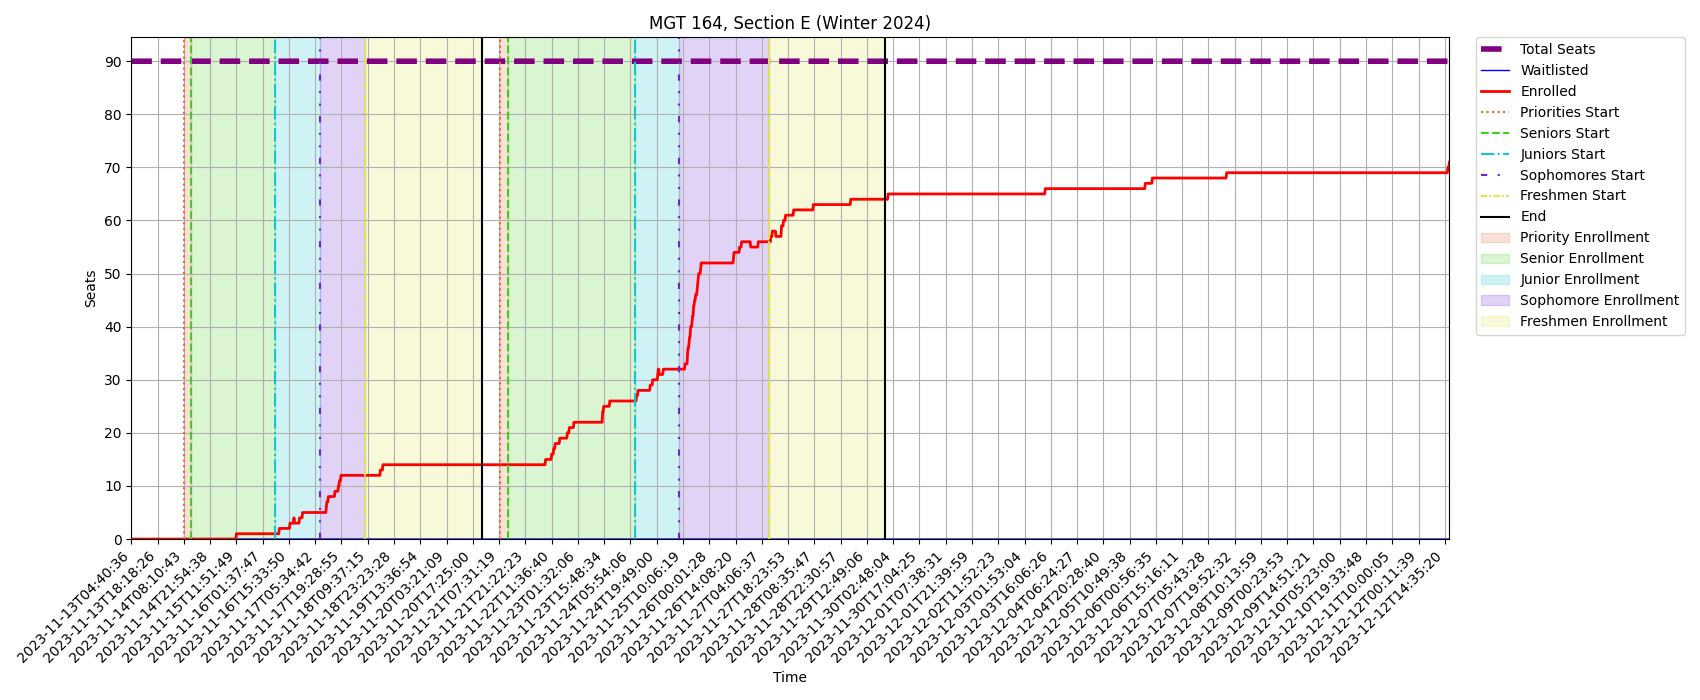 MGT 164, Section E (Winter 2024)
Total Seats
Waitlisted
Enrolled
Priorities Start
Seniors Start
Juniors Start
Sophomores Start
Freshmen Start
End
Priority Enrollment
Senior Enrollment
Junior Enrollment
Sophomore Enrollment
Freshmen Enrollment
Seats
90
80
70
60
50
40
30
20
10
0
2023-11-13T04:40:36
2023-11-13T18:18:26
2023-11-14T08:10:43
2023-11-14T21:54:38
2023-11-15T11:51:49
2023-11-16T01:37:47
2023-11-16T15:33:50
2023-11-17T05:34:42
2023-11-17T19:28:55
2023-11-18T09:37:15
2023-11-18T23:23:28
2023-11-19T13:36:54
2023-11-20T03:21:09
2023-11-20T17:25:00
2023-11-21T07:31:19
2023-11-21T21:22:23
2023-11-22T11:36:40
2023-11-23T01:32:06
2023-11-23T15:48:34
2023-11-24T05:54:06
2023-11-24T19:49:00
2023-11-25T10:06:19
2023-11-26T00:01:28
2023-11-26T14:08:20
2023-11-27T04:06:37
2023-11-27T18:23:53
2023-11-28T08:35:47
2023-11-28T22:30:57
2023-11-29T12:49:06
2023-11-30T02:48:04
2023-11-30T17:04:25
2023-12-01T07:38:31
2023-12-01T21:39:59
2023-12-02T11:52:23
2023-12-03T01:53:04
2023-12-03T16:06:26
2023-12-04T06:24:27
2023-12-04T20:28:40
2023-12-05T10:49:38
2023-12-06T00:56:35
2023-12-06T15:16:11
2023-12-07T05:43:28
2023-12-07T19:52:32
2023-12-08T10:13:59
2023-12-09T00:23:53
2023-12-09T14:51:21
2023-12-10T05:23:00
2023-12-10T19:33:48
2023-12-11T10:00:05
2023-12-12T00:11:39
2023-12-12T14:35:20
Time